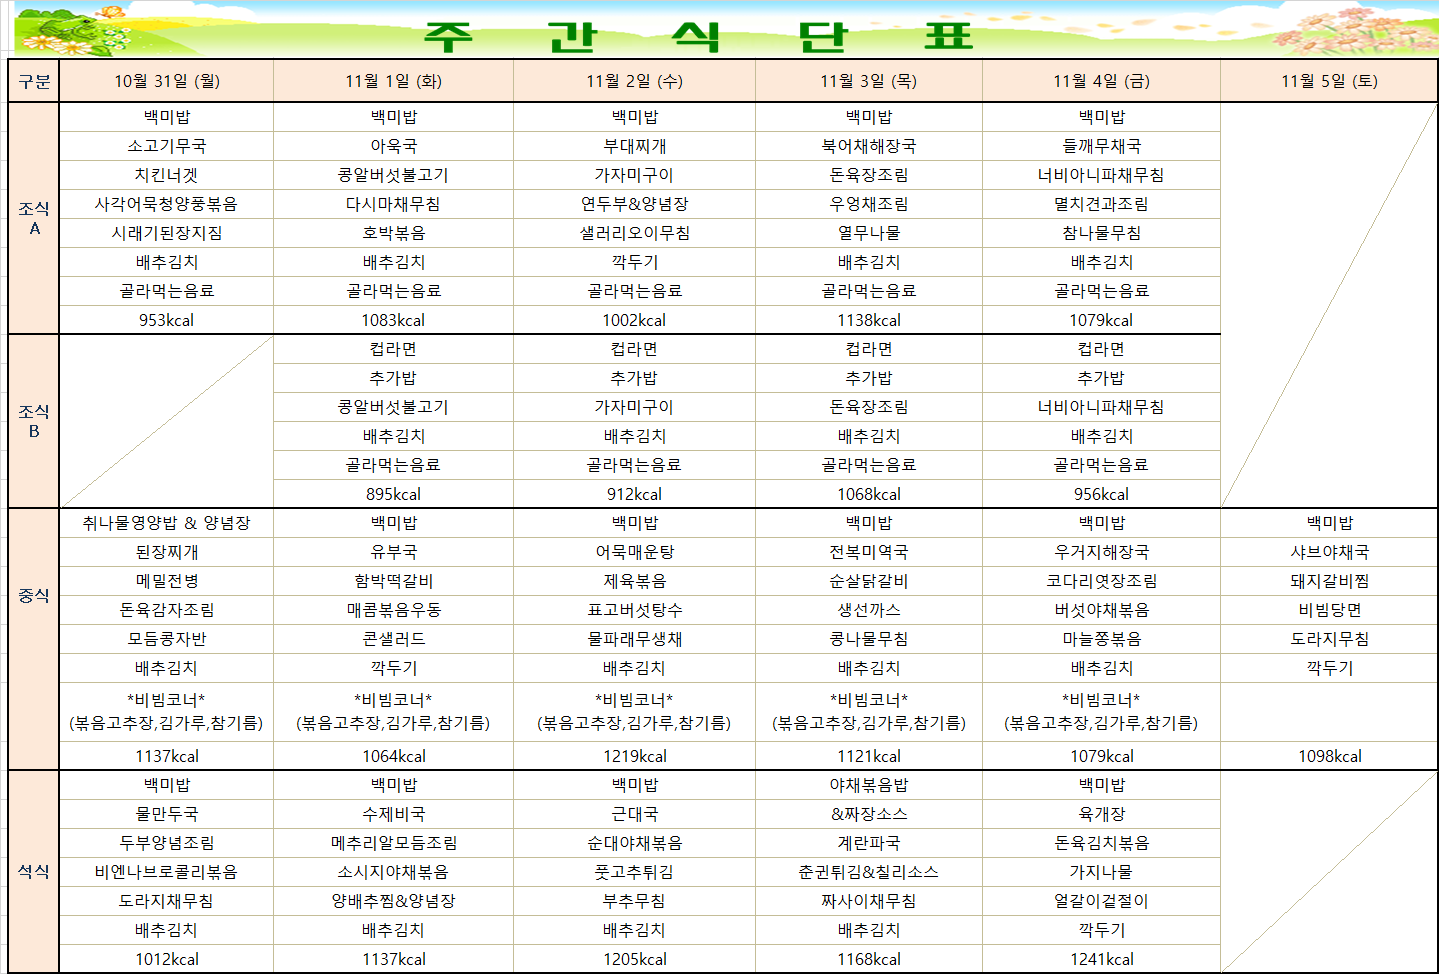 주 간 식 단 표
구분 10월 31일 (월) 11월 1일 (화) 11월 2일 (수) 11월 3일 (목) 11월 4일 (금) 11월 5일 (토)
조식 A
백미밥 백미밥 백미밥 백미밥 백미밥
소고기무국 아욱국 부대찌개 북어채해장국 들깨무채국
치킨너겟 콩알버섯불고기 가자미구이 돈육장조림 너비아니파채무침
사각어묵청양풍볶음 다시마채무침 연두부&양념장 우엉채조림 멸치견과조림
시래기된장지짐 호박볶음 샐러리오이무침 열무나물 참나물무침
배추김치 배추김치 깍두기 배추김치 배추김치
골라먹는음료 골라먹는음료 골라먹는음료 골라먹는음료 골라먹는음료
953kcal 1083kcal 1002kcal 1138kcal 1079kcal
조식 B
컵라면 컵라면 컵라면 컵라면
추가밥 추가밥 추가밥 추가밥
콩알버섯불고기 가자미구이 돈육장조림 너비아니파채무침
배추김치 배추김치 배추김치 배추김치
골라먹는음료 골라먹는음료 골라먹는음료 골라먹는음료
895kcal 912kcal 1068kcal 956kcal
중식
취나물영양밥 & 양념장 백미밥 백미밥 백미밥 백미밥 백미밥
된장찌개 유부국 어묵매운탕 전복미역국 우거지해장국 샤브야채국
메밀전병 함박떡갈비 제육볶음 순살닭갈비 코다리엿장조림 돼지갈비찜
돈육감자조림 매콤볶음우동 표고버섯탕수 생선까스 버섯야채볶음 비빔당면
모듬콩자반 콘샐러드 물파래무생채 콩나물무침 마늘쫑볶음 도라지무침
배추김치 깍두기 배추김치 배추김치 배추김치 깍두기
*비빔코너* *비빔코너* *비빔코너* *비빔코너* *비빔코너*
(볶음고추장,김가루,참기름) (볶음고추장,김가루,참기름) (볶음고추장,김가루,참기름) (볶음고추장,김가루,참기름) (볶음고추장,김가루,참기름)
1137kcal 1064kcal 1219kcal 1121kcal 1079kcal 1098kcal
석식
백미밥 백미밥 백미밥 야채볶음밥 백미밥
물만두국 수제비국 근대국 &짜장소스 육개장
두부양념조림 메추리알모듬조림 순대야채볶음 계란파국 돈육김치볶음
비엔나브로콜리볶음 소시지야채볶음 풋고추튀김 춘권튀김&칠리소스 가지나물
도라지채무침 양배추찜&양념장 부추무침 짜사이채무침 얼갈이겉절이
배추김치 배추김치 배추김치 배추김치 깍두기
1012kcal 1137kcal 1205kcal 1168kcal 1241kcal